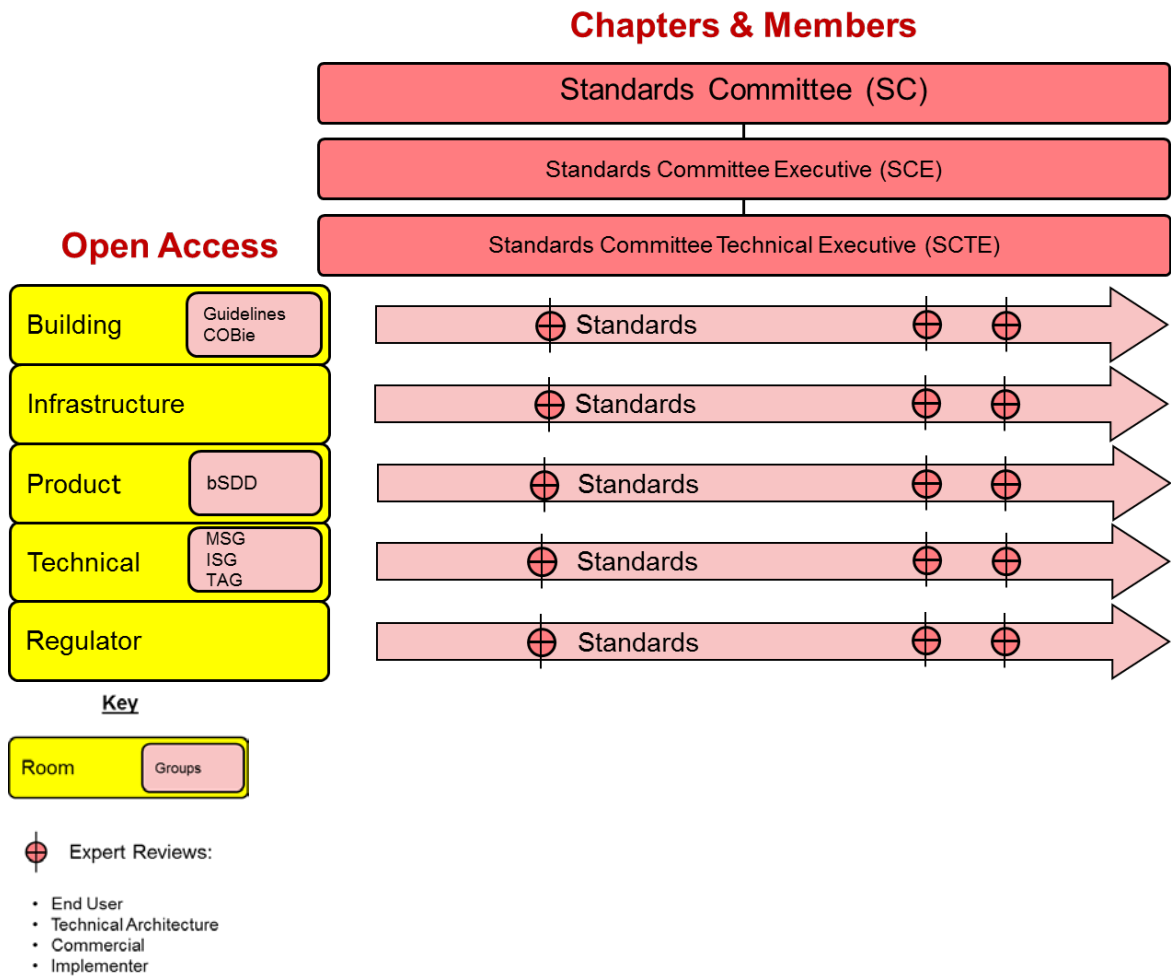 Chapters & Members
Standards Committee (SC)
Standards Committee Executive (SCE)
Open Access
Standards Committee Technical Executive (SCTE)
Building
Guidelines
COBie
Standards
Infrastructure
Standards
Product
bSDD
Standards
Technical
MSG
ISG
TAG
Standards
Regulator
Standards
Key
Room
Groups
Expert Reviews:
• End User
• Technical Architecture
• Commercial
• Implementer